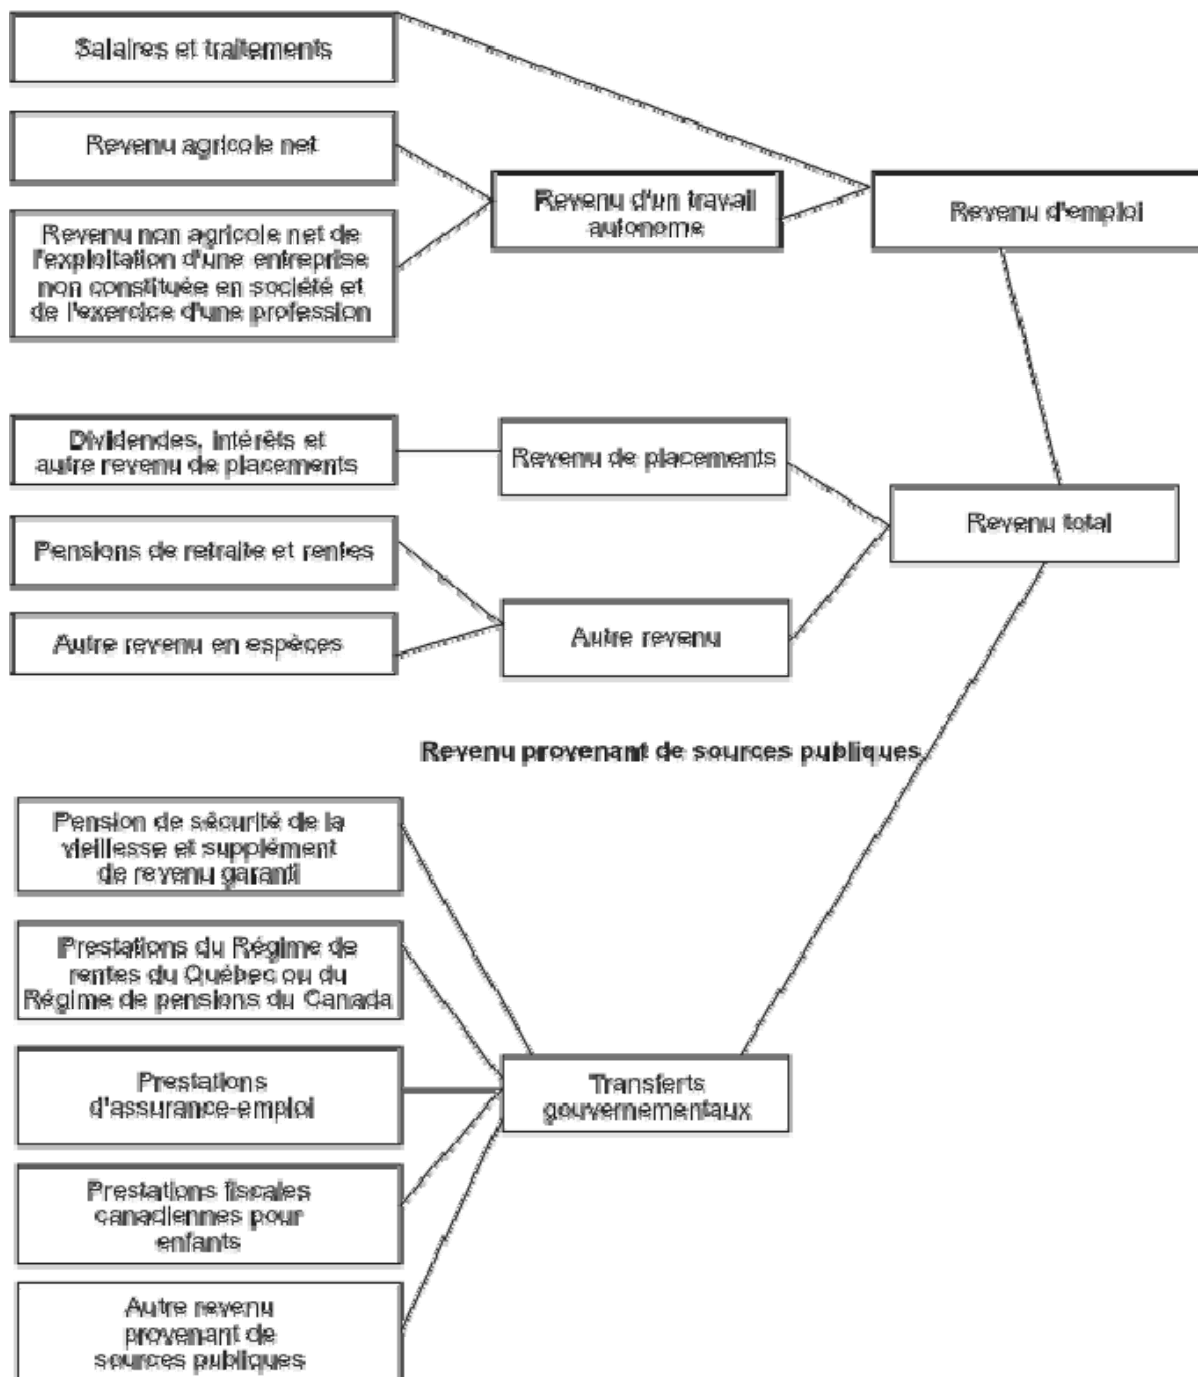 Salaires et traitements
Revenu agricole net
Revenu non agricole net de
l'exploitation d'une entreprise
non constituée en société et
de l'exercice d'une profession
Revenu d'un travail
autonome
Revenu d'emploi
Dividendes, intérêts et
autre revenu de placements
Revenu de placements
Pensions de retraite et rentes
Autre revenu en espèces
Autre revenu
Revenu total
Revenu provenant de sources publiques
Pension de sécurité de la
vieillesse et supplément
de revenu garanti
Prestations du Régime de
rentes du Québec ou du
Régime de pensions du Canada
Prestations
d'assurance-emploi
Prestations fiscales
canadiennes pour
enfants
Autre revenu
provenant de
sources publiques
Transferts
gouvernementaux